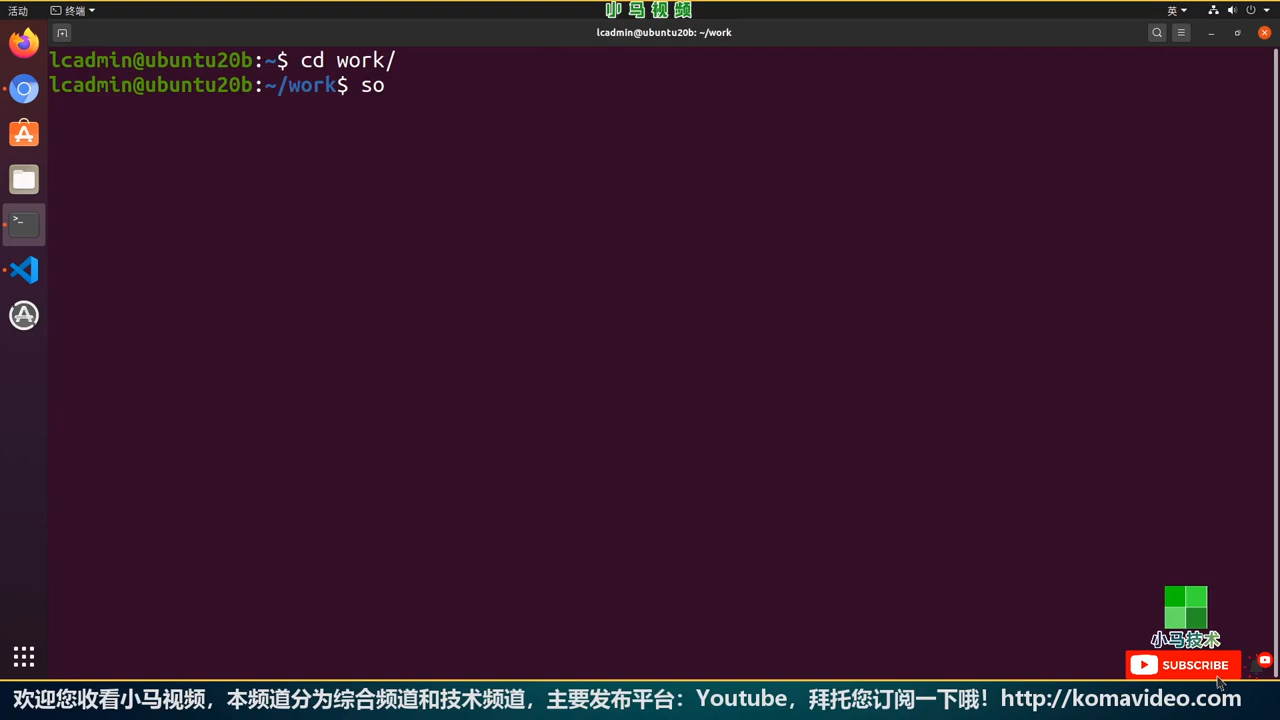 活动
终端
小马视频
英
lcadmin@ubuntu20b: ~/work
lcadmin@ubuntu20b:~$ cd work/
lcadmin@ubuntu20b:~/work$ so
小马技术
SUBSCRIBE
欢迎您收看小马视频，本频道分为综合频道和技术频道，主要发布平台：Youtube，拜托您订阅一下哦！http://komavideo.com